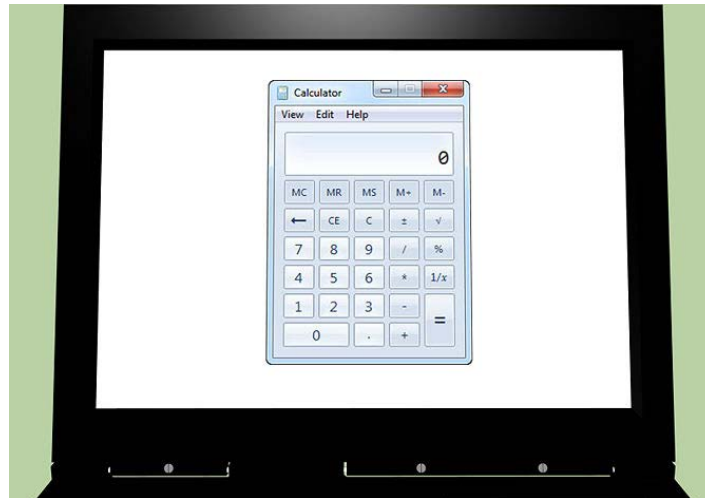 Calculator
View Edit Help
0
MC MR MS M+ M-
← CE C ± √
7 8 9 / %
4 5 6 * 1/x
1 2 3 - =
0 . +